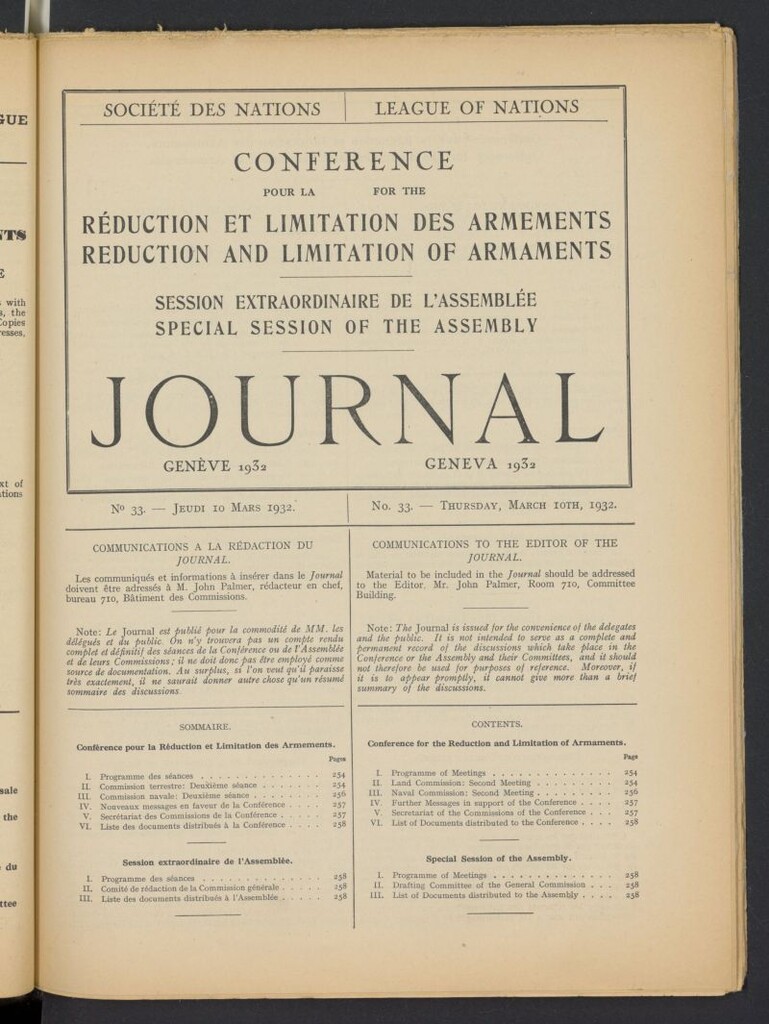 GUE
NTS
E
s with
s, the
Copies
resses,
xt of
ations
sale
the
du
ttee
SOCIÉTÉ DES NATIONS
LEAGUE OF NATIONS
CONFERENCE
POUR LA FOR THE
RÉDUCTION ET LIMITATION DES ARMEMENTS
REDUCTION AND LIMITATION OF ARMAMENTS
SESSION EXTRAORDINAIRE DE L'ASSEMBLÉE
SPECIAL SESSION OF THE ASSEMBLY
JOURNAL
GENÈVE 1932 GENEVA 1932
No 33. — JEUDI 10 MARS 1932.
COMMUNICATIONS A LA RÉDACTION DU
JOURNAL.
Les communiqués et informations à insérer dans le Journal
doivent être adressés à M. John Palmer, rédacteur en chef,
bureau 710, Bâtiment des Commissions.
Note: Le Journal est publié pour la commodité de MM. les
délégués et du public. On n'y trouvera pas un compte rendu
complet et définitif des séances de la Conférence ou de l'Assemblée
et de leurs Commissions; il ne doit donc pas être employé comme
source de documentation. Au surplus, si l'on veut qu'il paraisse
très exactement, il ne saurait donner autre chose qu'un résumé
sommaire des discussions.
SOMMAIRE.
Conférence pour la Réduction et Limitation des Armements.
Pages
I. Programme des séances . . . . . . . . . . . . . . 254
II. Commission terrestre: Deuxième séance . . . . . . . 254
III. Commission navale: Deuxième séance . . . . . . . . 256
IV. Nouveaux messages en faveur de la Conférence . . . . 257
V. Secrétariat des Commissions de la Conférence . . . . . 257
VI. Liste des documents distribués à la Conférence . . . . 258
Session extraordinaire de l'Assemblée.
I. Programme des séances . . . . . . . . . . . . . . 258
II. Comité de rédaction de la Commission générale . . . . . 258
III. Liste des documents distribués à l'Assemblée . . . . . 258
No. 33. — THURSDAY, MARCH 10TH, 1932.
COMMUNICATIONS TO THE EDITOR OF THE
JOURNAL.
Material to be included in the Journal should be addressed
to the Editor, Mr. John Palmer, Room 710, Committee
Building.
Note: The Journal is issued for the convenience of the delegates
and the public. It is not intended to serve as a complete and
permanent record of the discussions which take place in the
Conference or the Assembly and their Committees, and it should
not therefore be used for purposes of reference. Moreover, if
it is to appear promptly, it cannot give more than a brief
summary of the discussions.
CONTENTS.
Conference for the Reduction and Limitation of Armaments.
Page
I. Programme of Meetings . . . . . . . . . . . . . . 254
II. Land Commission: Second Meeting . . . . . . . . . 254
III. Naval Commission: Second Meeting . . . . . . . . . 256
IV. Further Messages in support of the Conference . . . . 257
V. Secretariat of the Commissions of the Conference . . . 257
VI. List of Documents distributed to the Conference . . . . 258
Special Session of the Assembly.
I. Programme of Meetings . . . . . . . . . . . . . . 258
II. Drafting Committee of the General Commission . . . 258
III. List of Documents distributed to the Assembly . . . . 258